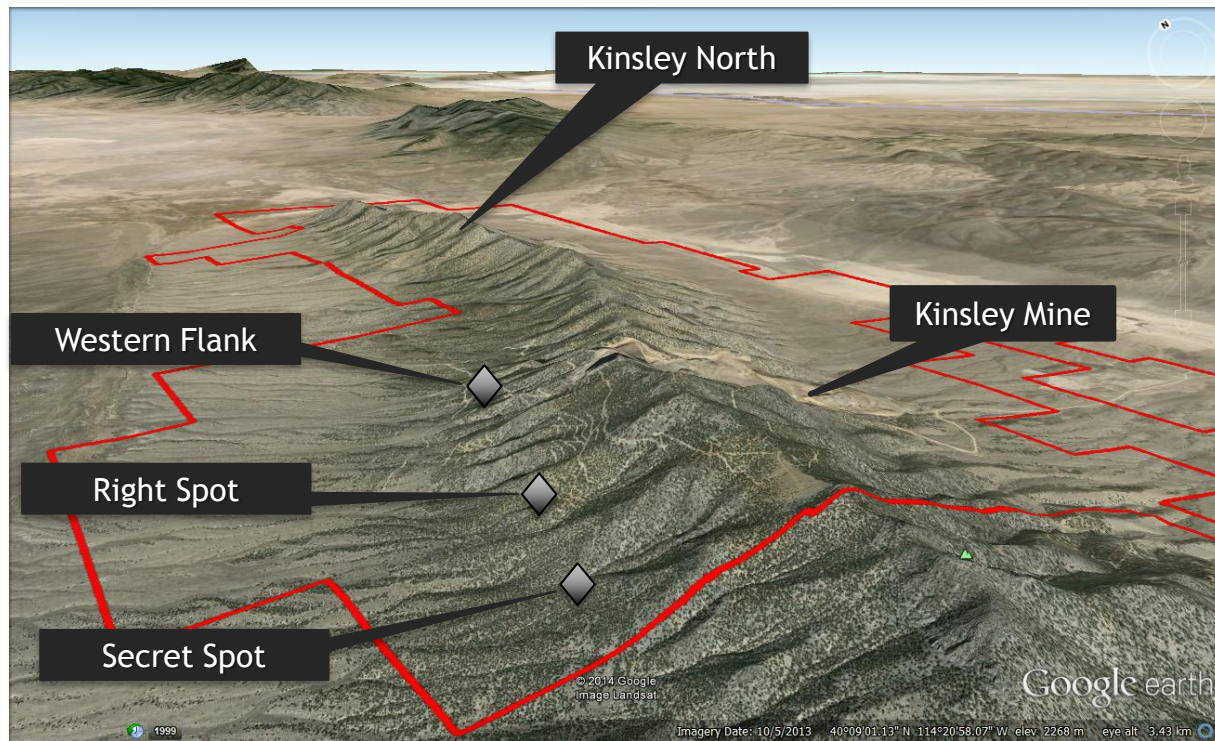 Kinsley North
N
Kinsley Mine
Western Flank
Right Spot
Secret Spot
© 2014 Google
Image Landsat
Google earth
1999
Imagery Date: 10/5/2013 40°09'01.13" N 114°20'58.07" W elev 2268 m eye alt 3.43 km